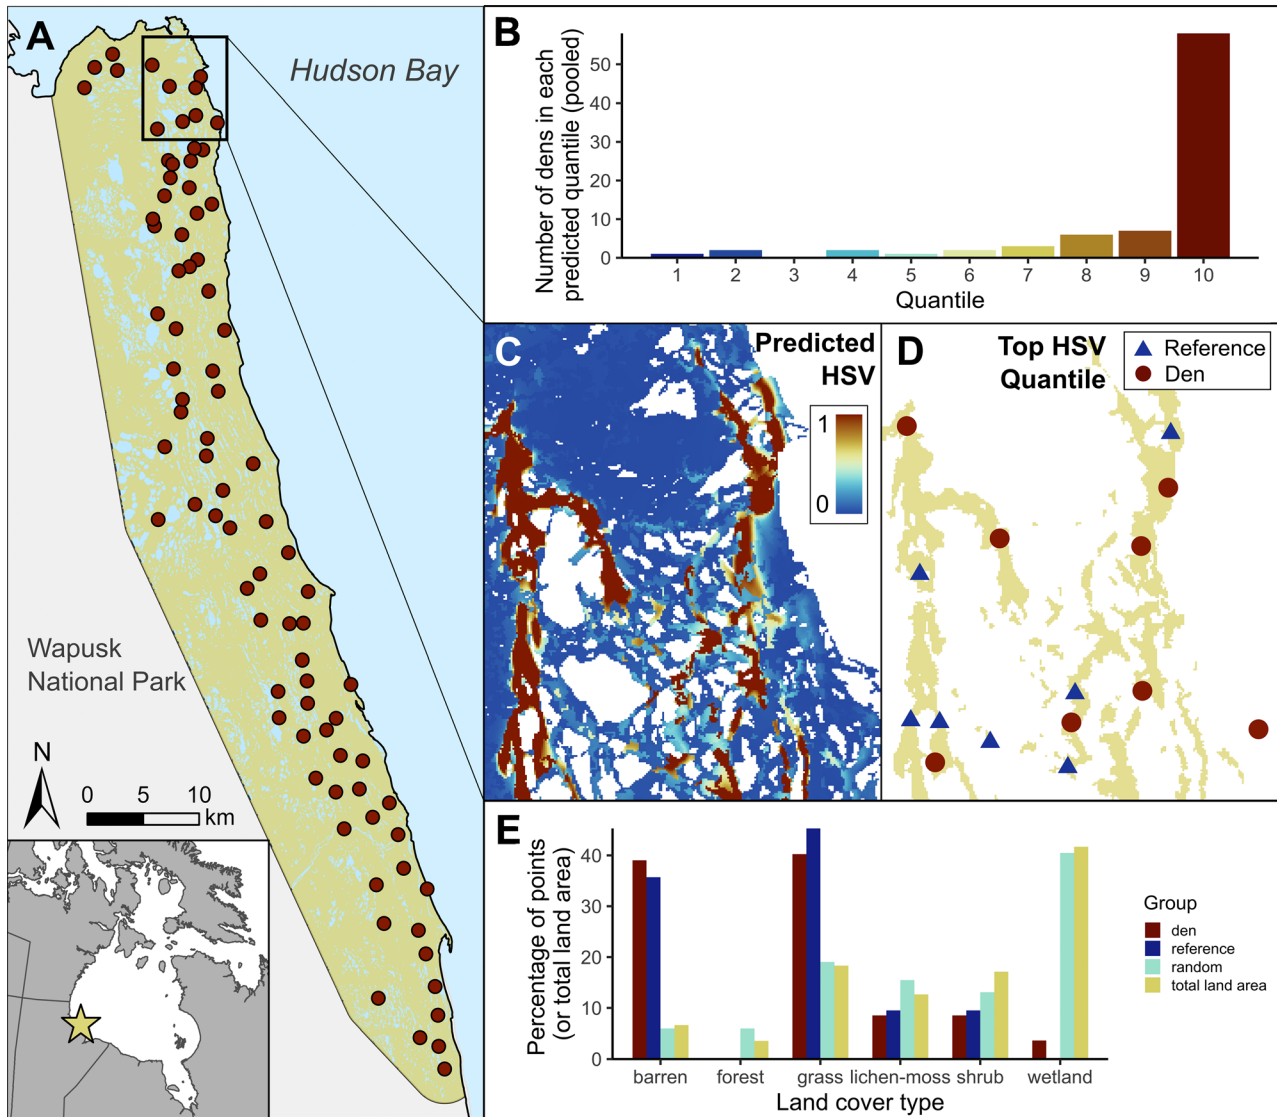 A
Hudson Bay
Wapusk
National Park
N
0 5 10
km
B
Number of dens in each
predicted quantile (pooled)
50
40
30
20
10
0
1 2 3 4 5 6 7 8 9 10
Quantile
C
Predicted
HSV
1
0
D
Top HSV
Quantile
Reference
Den
E
Percentage of points
(or total land area)
40
30
20
10
0
barren forest grass lichen-moss shrub wetland
Land cover type
Group
den
reference
random
total land area